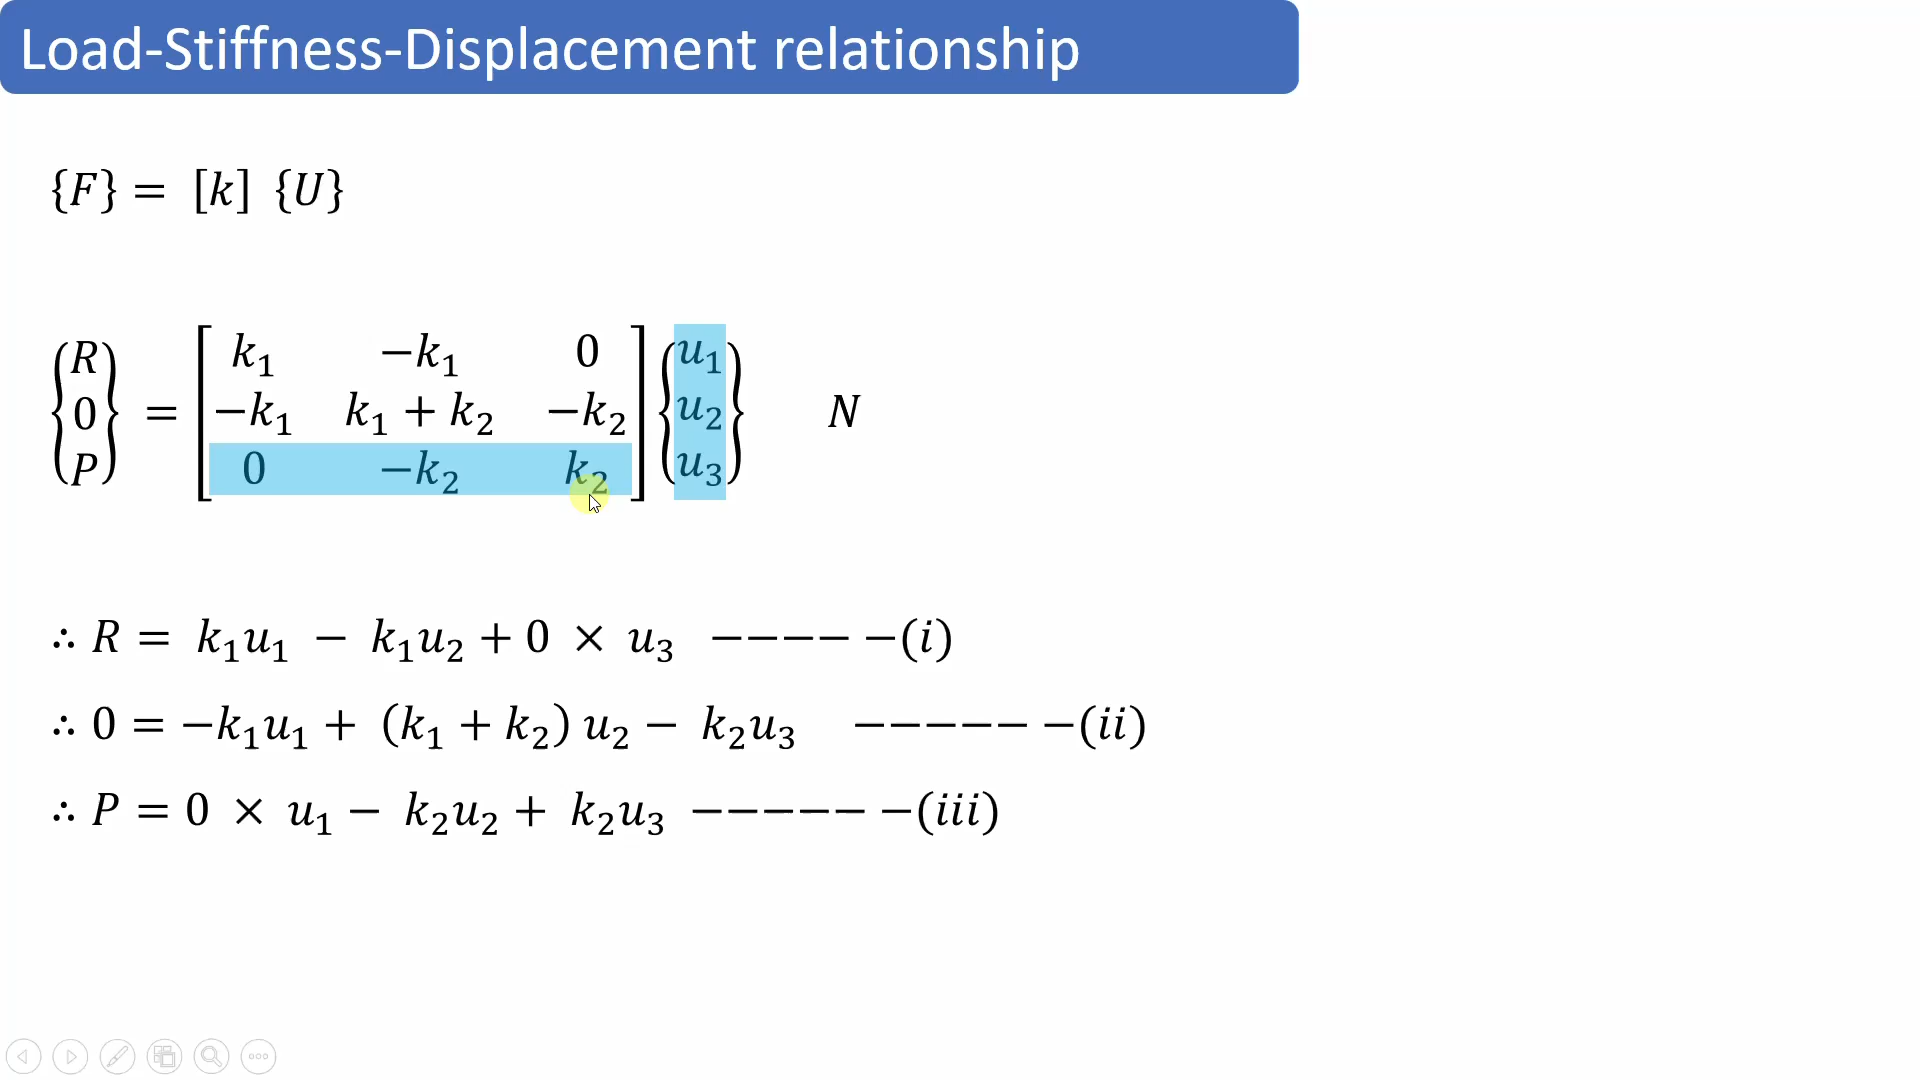 Load-Stiffness-Displacement relationship
{F} = [k] {U}
{R 0 P} = [k₁ −k₁ 0
−k₁ k₁ + k₂ −k₂
0 −k₂ k₂] {u₁ u₂ u₃} N
∴ R = k₁u₁ − k₁u₂ + 0 × u₃ −−−−−(i)
∴ 0 = −k₁u₁ + (k₁ + k₂) u₂ − k₂u₃ −−−−−−(ii)
∴ P = 0 × u₁ − k₂u₂ + k₂u₃ −−−−−−(iii)